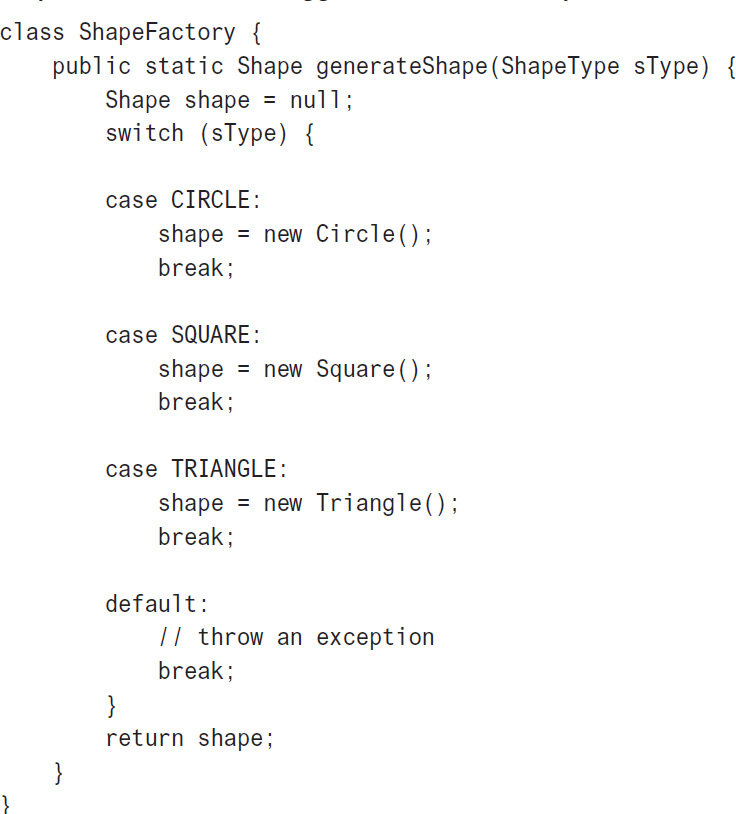 class ShapeFactory {
    public static Shape generateShape(ShapeType sType) {
        Shape shape = null;
        switch (sType) {

        case CIRCLE:
            shape = new Circle();
            break;

        case SQUARE:
            shape = new Square();
            break;

        case TRIANGLE:
            shape = new Triangle();
            break;

        default:
            // throw an exception
            break;
        }
        return shape;
    }
}